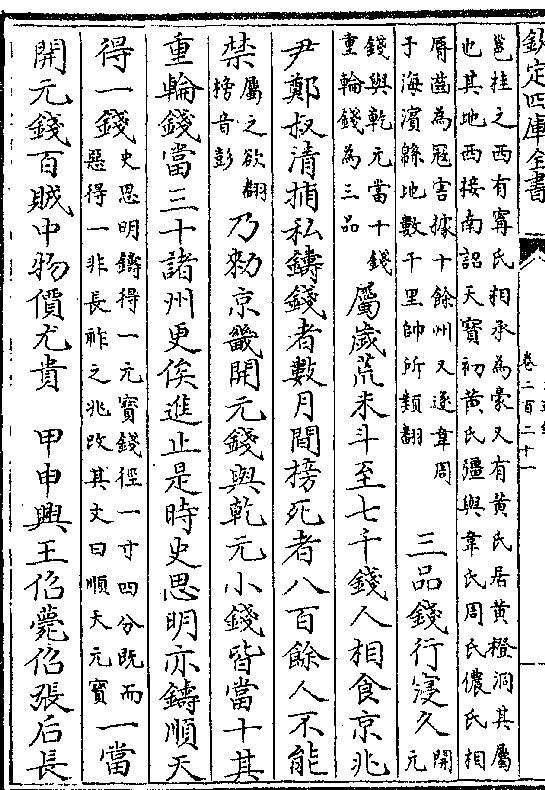 欽定四庫全書
卷二百二十一
邕桂之西有甯氏相承為豪又有黄氏居黄橙洞其屬
也其地西接南詔天寶初黄氏彊與韋氏周氏儂氏相
脣齒為冦害據十餘州又逐韋周
于海濱緜地數千里帥所類翻
三品錢行寖久
開元
錢與乾元當十錢
重輪錢為三品
屬歲荒米斗至七千錢人相食京兆
尹鄭叔清捕私鑄錢者數月間搒死者八百餘人不能
禁
屬之欲翻
搒音彭
乃勑京畿開元錢與乾元小錢皆當十其
重輪錢當三十諸州更俟進止是時史思明亦鑄順天
得一錢
史思明鑄得一元寶錢徑一寸四分既而
惡得一非長祚之兆改其文曰順天元寶
一當
開元錢百賊中物價尤貴 甲申興王佋薨佋張后長